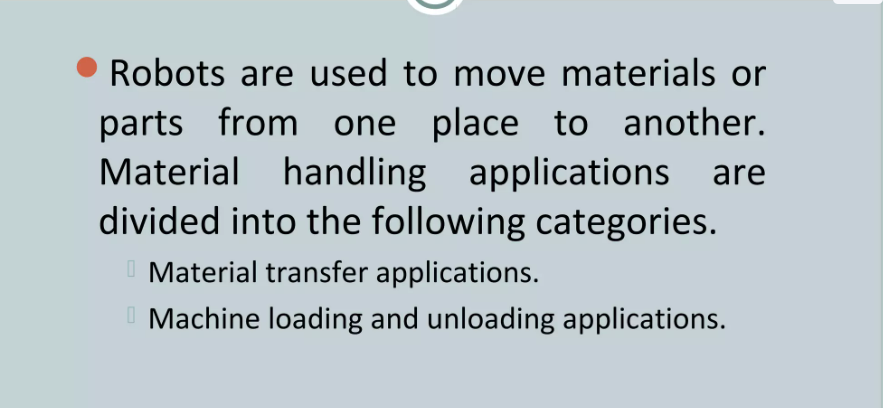 Robots are used to move materials or
parts from one place to another.
Material handling applications are
divided into the following categories.
Material transfer applications.
Machine loading and unloading applications.